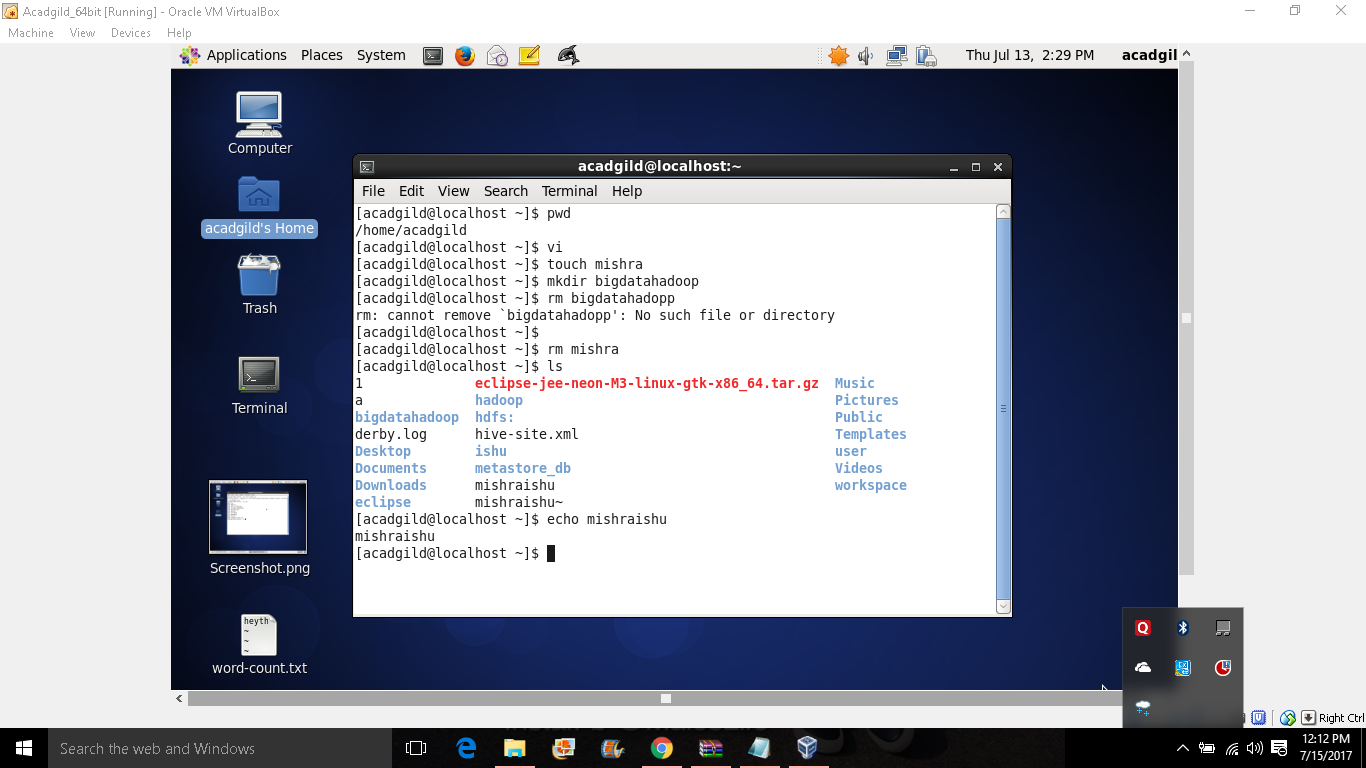 Acadgild_64bit [Running] - Oracle VM VirtualBox
Machine View Devices Help
Applications Places System Thu Jul 13, 2:29 PM acadgil
Computer
acadgild's Home
Trash
Terminal
Screenshot.png
heyth
~
~
~
word-count.txt
acadgild@localhost:~
File Edit View Search Terminal Help
[acadgild@localhost ~]$ pwd
/home/acadgild
[acadgild@localhost ~]$ vi
[acadgild@localhost ~]$ touch mishra
[acadgild@localhost ~]$ mkdir bigdatahadoop
[acadgild@localhost ~]$ rm bigdatahadopp
rm: cannot remove `bigdatahadopp': No such file or directory
[acadgild@localhost ~]$
[acadgild@localhost ~]$ rm mishra
[acadgild@localhost ~]$ ls
1 eclipse-jee-neon-M3-linux-gtk-x86_64.tar.gz Music
a hadoop Pictures
bigdatahadoop hdfs: Public
derby.log hive-site.xml Templates
Desktop ishu user
Documents metastore_db Videos
Downloads mishraishu workspace
eclipse mishraishu~
[acadgild@localhost ~]$ echo mishraishu
mishraishu
[acadgild@localhost ~]$
Right Ctrl
Search the web and Windows
12:12 PM
7/15/2017